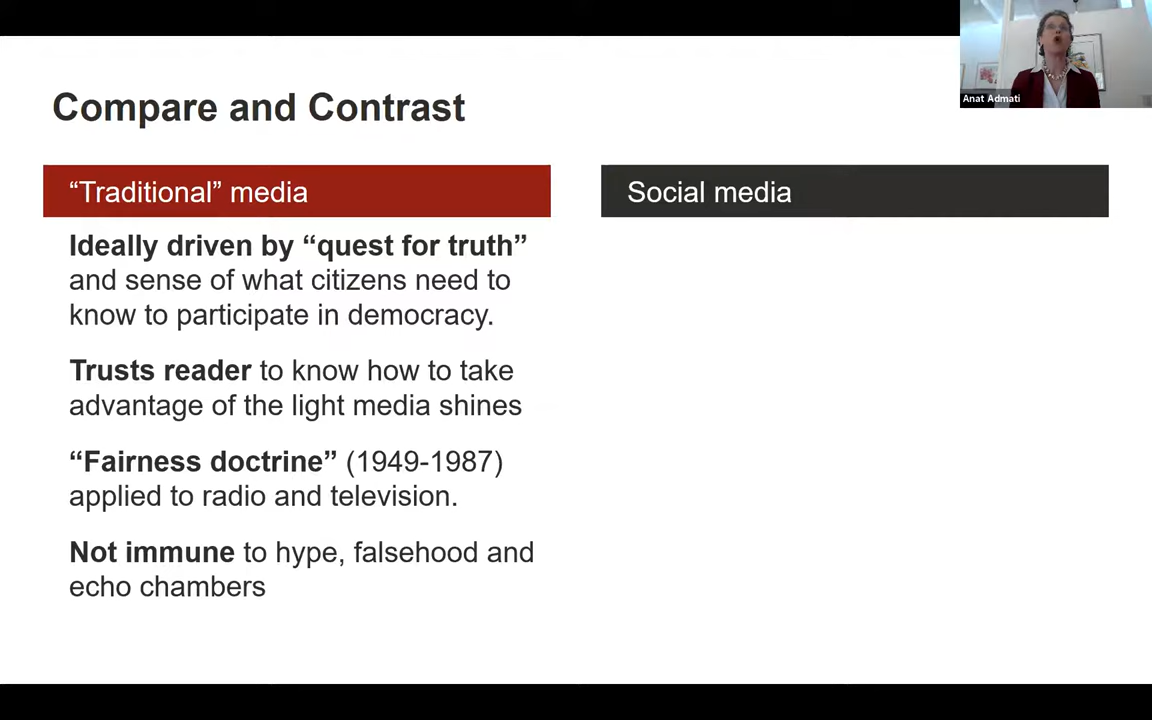 Anat Admati
Compare and Contrast
“Traditional” media
Ideally driven by “quest for truth”
and sense of what citizens need to
know to participate in democracy.
Trusts reader to know how to take
advantage of the light media shines
“Fairness doctrine” (1949-1987)
applied to radio and television.
Not immune to hype, falsehood and
echo chambers
Social media